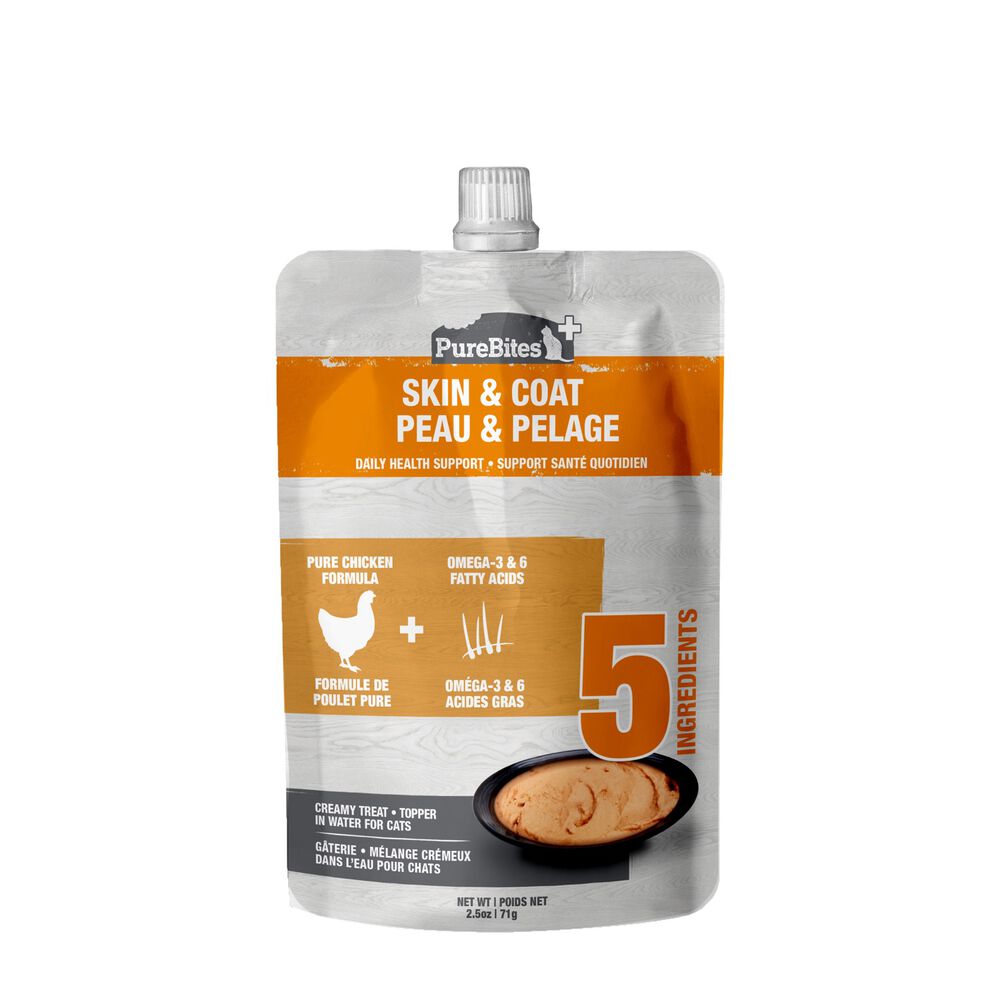 PureBites
SKIN & COAT
PEAU & PELAGE
DAILY HEALTH SUPPORT • SUPPORT SANTÉ QUOTIDIEN
PURE CHICKEN
FORMULA
+
FORMULE DE
POULET PURE
OMEGA-3 & 6
FATTY ACIDS
OMÉGA-3 & 6
ACIDES GRAS
5
INGREDIENTS
CREAMY TREAT • TOPPER
IN WATER FOR CATS
GÂTERIE • MÉLANGE CRÉMEUX
DANS L'EAU POUR CHATS
NET WT | POIDS NET
2.5oz | 71g